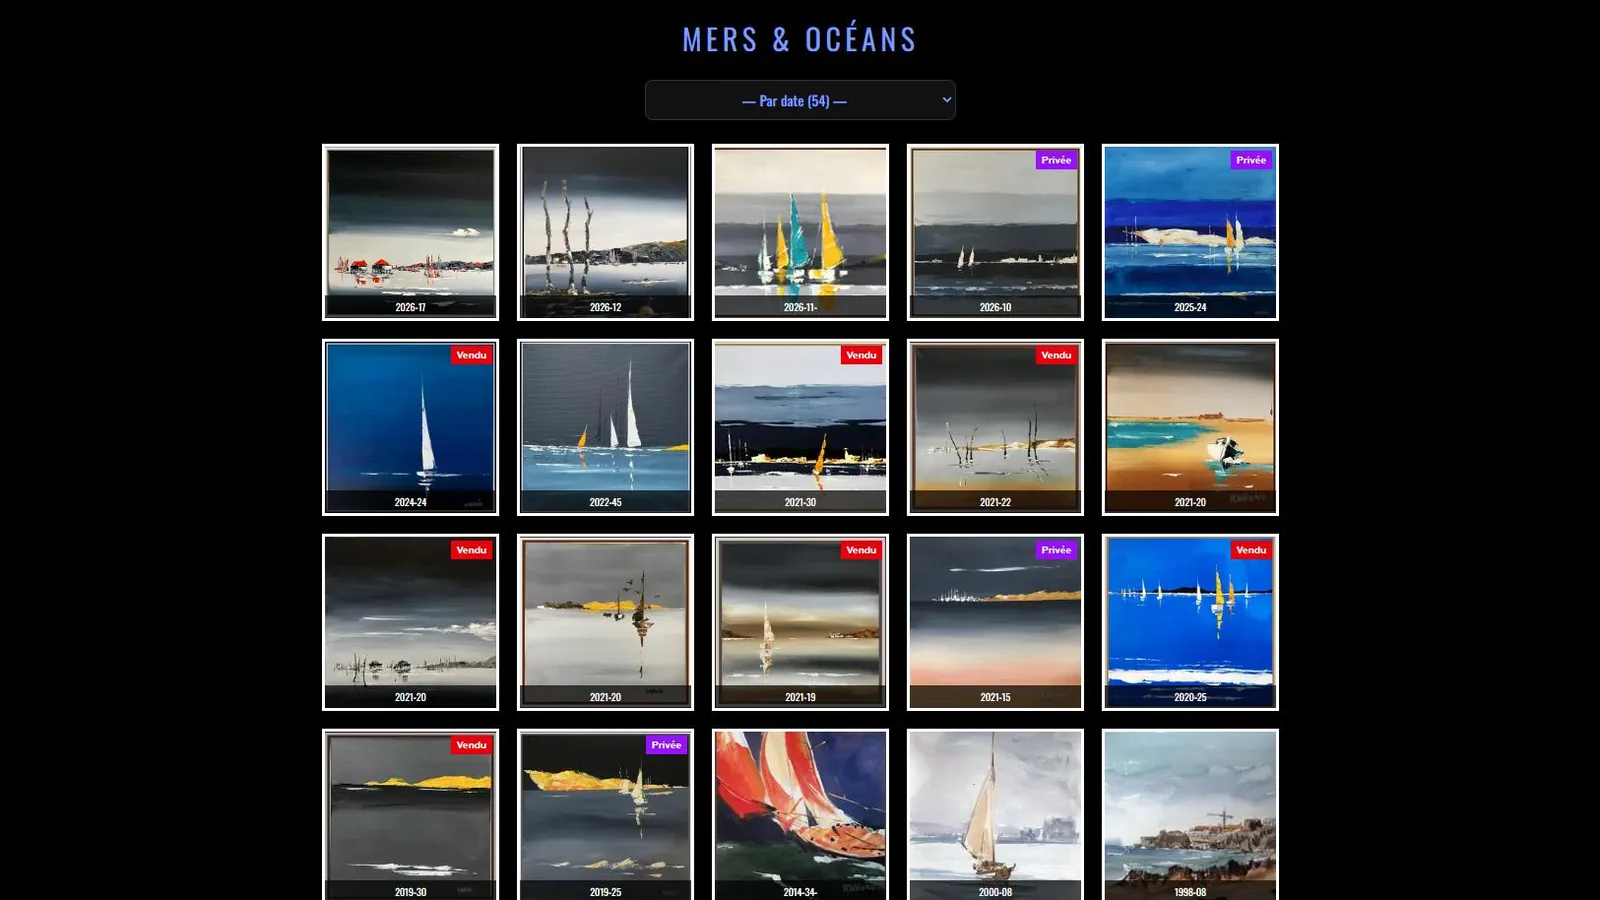 MERS & OCÉANS
— Par date (54) —
2026-17
2026-12
2026-11-
Privée
2026-10
Privée
2025-24
Vendu
2024-24
2022-45
Vendu
2021-30
Vendu
2021-22
2021-20
Vendu
2021-20
2021-20
Vendu
2021-19
Privée
2021-15
Vendu
2020-25
Vendu
2019-30
Privée
2019-25
2014-34-
2000-08
1998-08